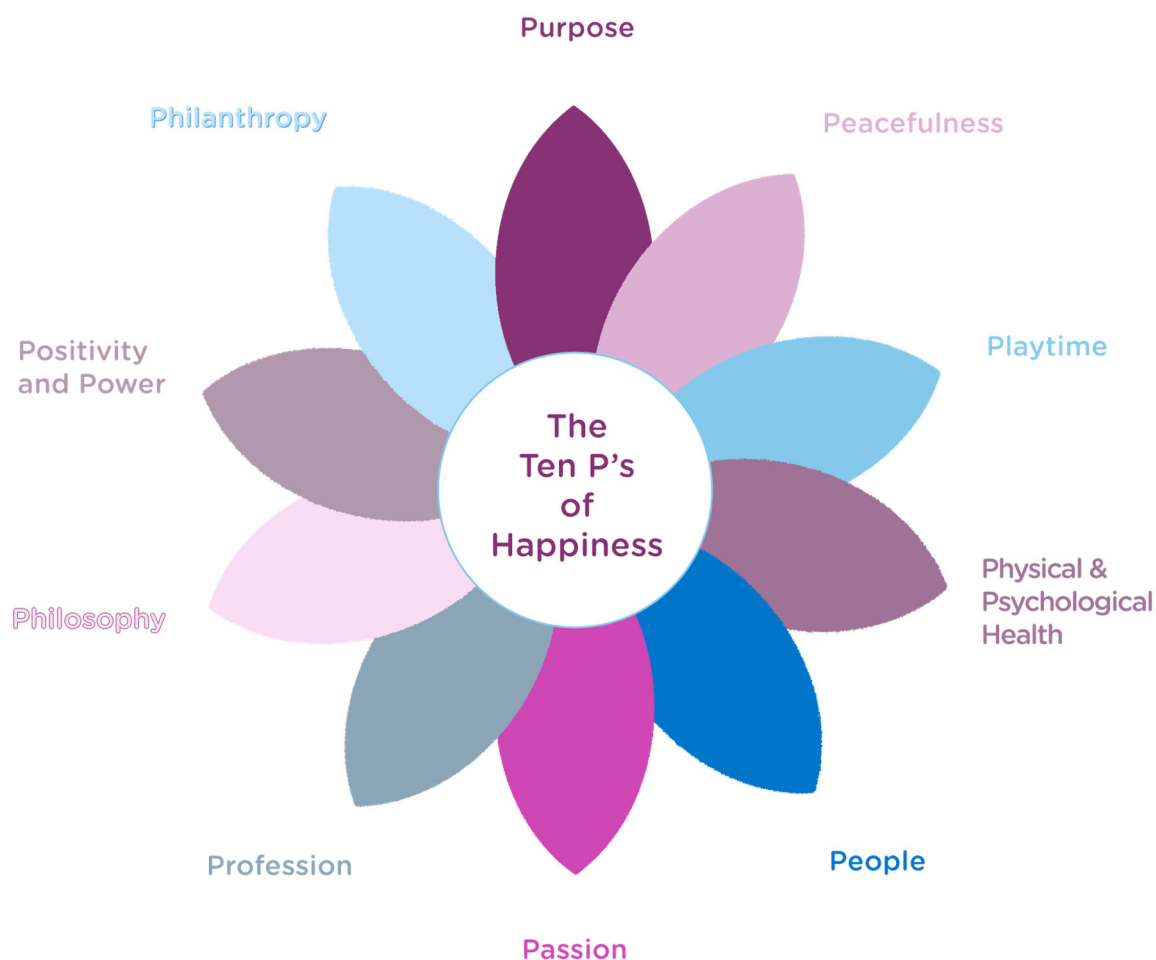 Purpose
Philanthropy
Peacefulness
Playtime
Positivity
and Power
The
Ten P's
of
Happiness
Physical &
Psychological
Health
Philosophy
People
Profession
Passion